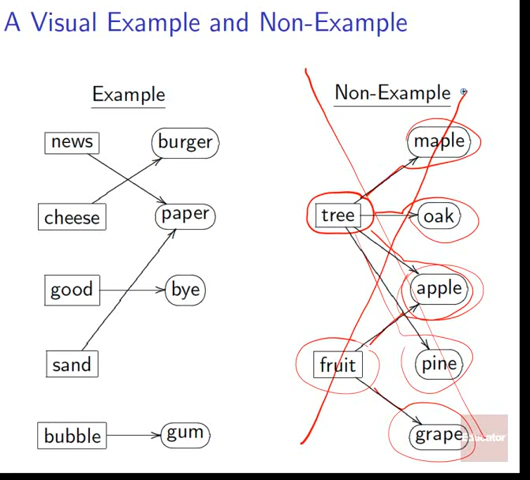 A Visual Example and Non-Example
Example
news
burger
cheese
paper
good
bye
sand
bubble
gum
Non-Example
maple
tree
oak
apple
fruit
pine
grape
Educator